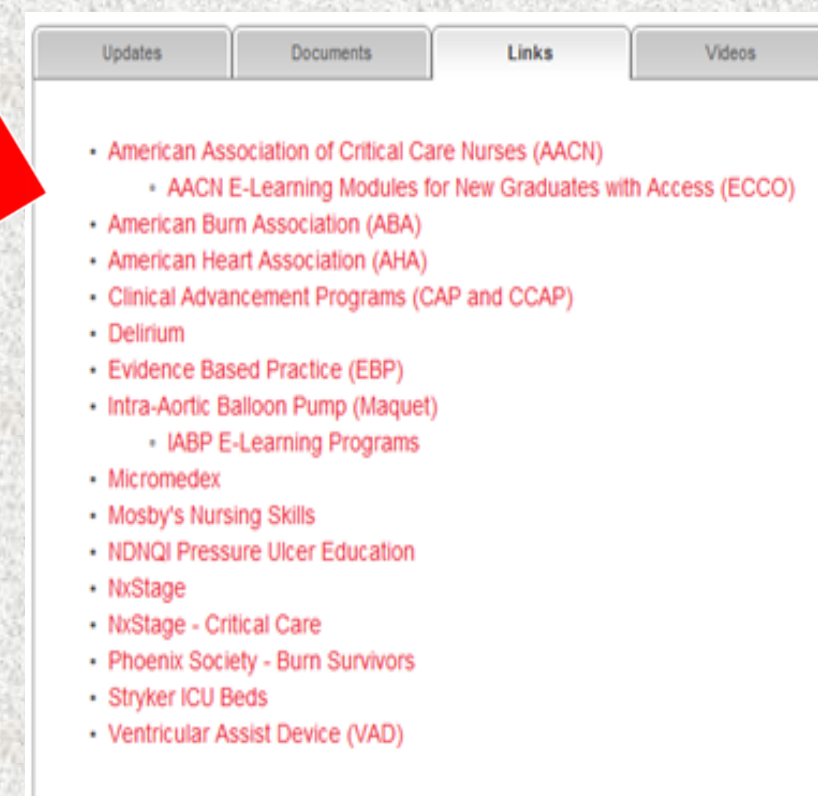 Updates Documents Links Videos
American Association of Critical Care Nurses (AACN)
AACN E-Learning Modules for New Graduates with Access (ECCO)
American Burn Association (ABA)
American Heart Association (AHA)
Clinical Advancement Programs (CAP and CCAP)
Delirium
Evidence Based Practice (EBP)
Intra-Aortic Balloon Pump (Maquet)
IABP E-Learning Programs
Micromedex
Mosby's Nursing Skills
NDNQI Pressure Ulcer Education
NxStage
NxStage - Critical Care
Phoenix Society - Burn Survivors
Stryker ICU Beds
Ventricular Assist Device (VAD)